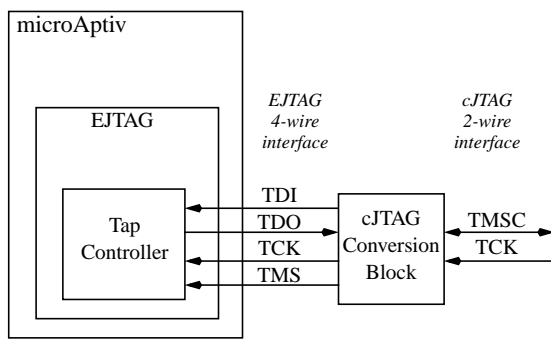 microAptiv
EJTAG
Tap
Controller
EJTAG
4-wire
interface
TDI
TDO
TCK
TMS
cJTAG
Conversion
Block
cJTAG
2-wire
interface
TMSC
TCK